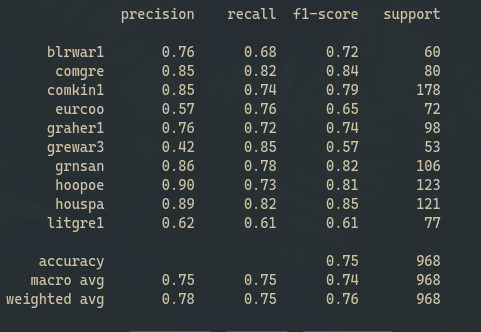 precision recall f1-score support
blrwar1 0.76 0.68 0.72 60
comgre 0.85 0.82 0.84 80
comkin1 0.85 0.74 0.79 178
eurcoo 0.57 0.76 0.65 72
graher1 0.76 0.72 0.74 98
grewar3 0.42 0.85 0.57 53
grnsan 0.86 0.78 0.82 106
hoopoe 0.90 0.73 0.81 123
houspa 0.89 0.82 0.85 121
litgre1 0.62 0.61 0.61 77
accuracy 0.75 968
macro avg 0.75 0.75 0.74 968
weighted avg 0.78 0.75 0.76 968